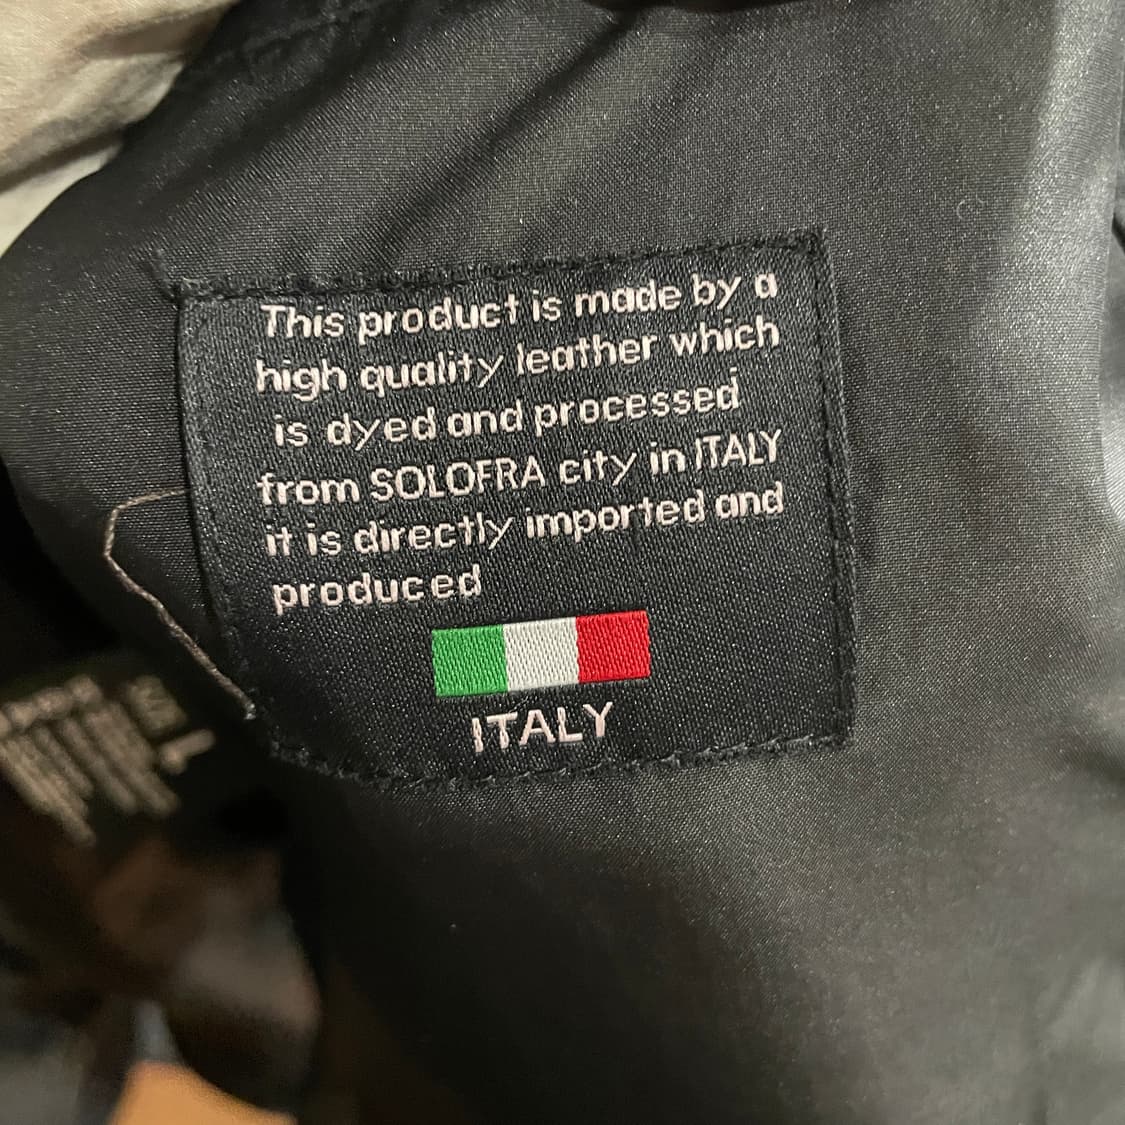 This product is made by a
high quality leather which
is dyed and processed
from SOLOFRA city in ITALY
it is directly imported and
produced
ITALY